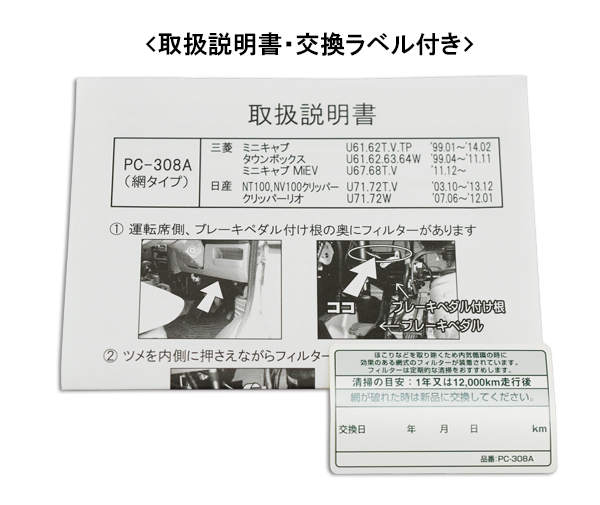 <取扱説明書・交換ラベル付き>
取扱説明書
PC-308A
(網タイプ)
三菱 ミニキャブ U61.62T.V.TP '99.01~'14.02
タウンボックス U61.62.63.64W '99.04~'11.11
ミニキャブ MiEV U67.68T.V '11.12~
日産 NT100,NV100クリッパー U71.72T.V '03.10~'13.12
クリッパーリオ U71.72W '07.06~'12.01
① 運転席側、ブレーキペダル付け根の奥にフィルターがあります
ココ
ブレーキペダル付け根
ブレーキペダル
② ツメを内側に押さえながらフィルター
ほこりなどを取り除くため内気循環の時に
効果のある網式のフィルターが装着されています。
フィルターは定期的な清掃をおすすめします。
清掃の目安:1年又は12,000km走行後
網が破れた時は新品に交換してください。
交換日 年 月 日 km
品番:PC-308A